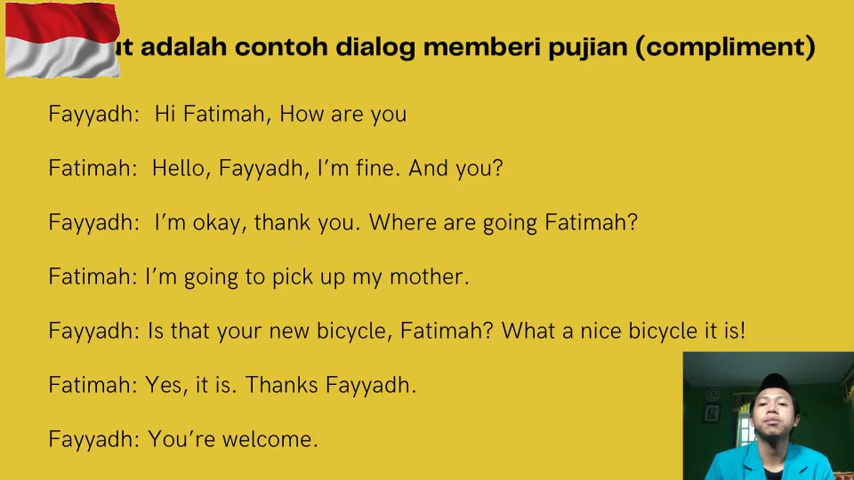 adalah contoh dialog memberi pujian (compliment)
Fayyadh: Hi Fatimah, How are you
Fatimah: Hello, Fayyadh, I'm fine. And you?
Fayyadh: I'm okay, thank you. Where are going Fatimah?
Fatimah: I'm going to pick up my mother.
Fayyadh: Is that your new bicycle, Fatimah? What a nice bicycle it is!
Fatimah: Yes, it is. Thanks Fayyadh.
Fayyadh: You're welcome.